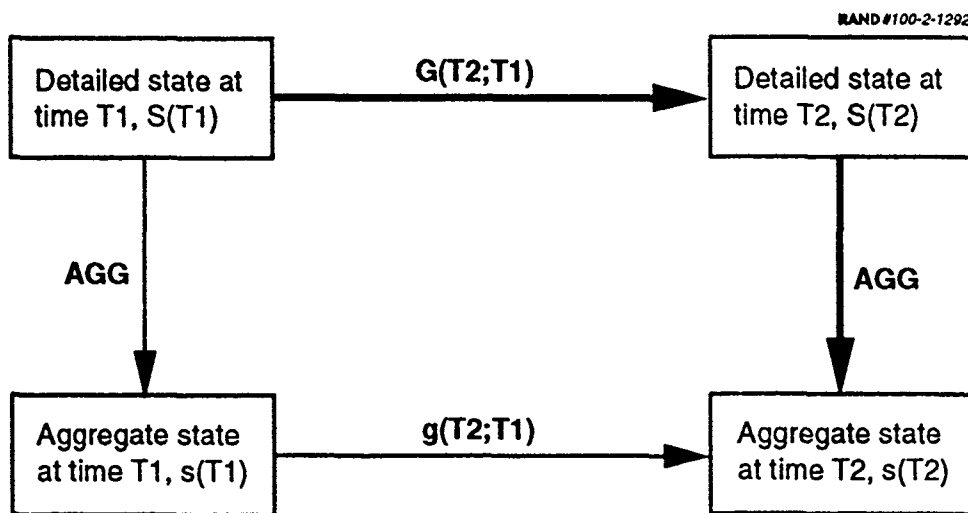 RAND #100-2-1292
Detailed state at
time T1, S(T1)
G(T2;T1)
Detailed state at
time T2, S(T2)
AGG
AGG
Aggregate state
at time T1, s(T1)
g(T2;T1)
Aggregate state
at time T2, s(T2)